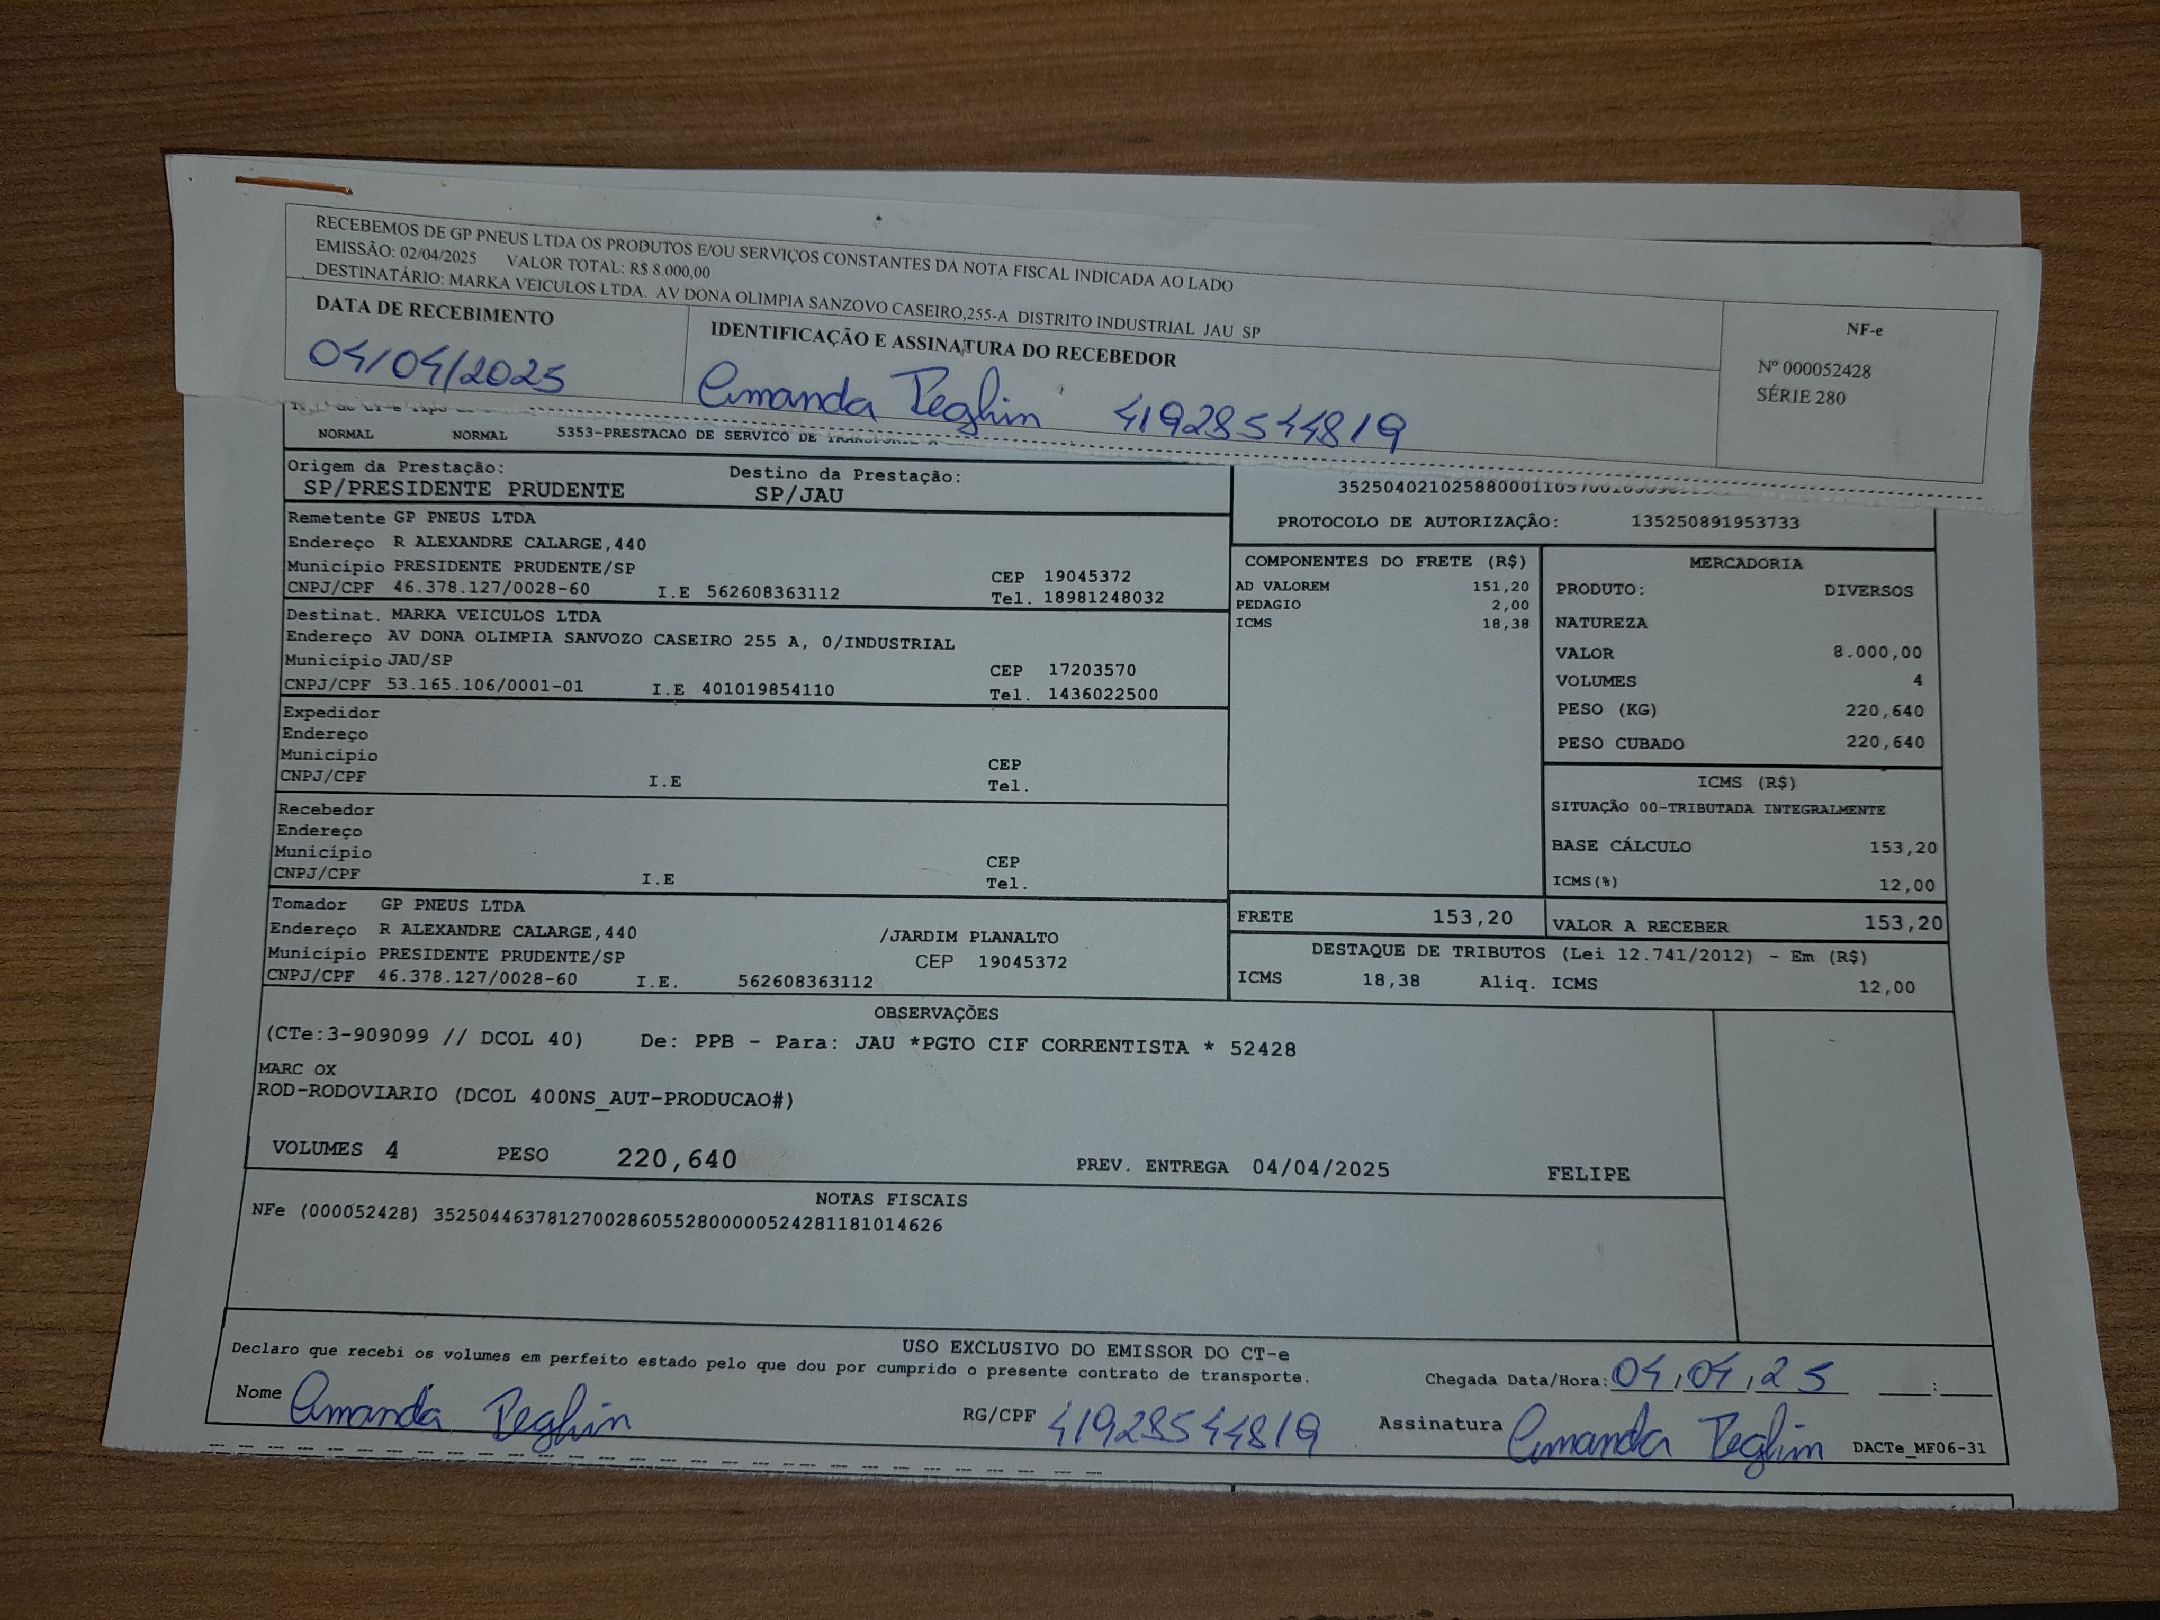 RECEBEMOS DE GP PNEUS LTDA OS PRODUTOS E/OU SERVIÇOS CONSTANTES DA NOTA FISCAL INDICADA AO LADO
EMISSÃO: 02/04/2025 VALOR TOTAL: R$ 8.000,00
DESTINATÁRIO: MARKA VEICULOS LTDA. AV DONA OLIMPIA SANZOVO CASEIRO,255-A DISTRITO INDUSTRIAL JAU SP
DATA DE RECEBIMENTO
04/04/2025
IDENTIFICAÇÃO E ASSINATURA DO RECEBEDOR
Amanda Teghin 41928544819
NF-e
Nº 000052428
SÉRIE 280
NORMAL NORMAL 5353-PRESTACAO DE SERVICO DE
Origem da Prestação: Destino da Prestação:
SP/PRESIDENTE PRUDENTE SP/JAU
Remetente GP PNEUS LTDA
Endereço R ALEXANDRE CALARGE,440
Município PRESIDENTE PRUDENTE/SP CEP 19045372
CNPJ/CPF 46.378.127/0028-60 I.E 562608363112 Tel. 18981248032
Destinat. MARKA VEICULOS LTDA
Endereço AV DONA OLIMPIA SANVOZO CASEIRO 255 A, 0/INDUSTRIAL
Município JAU/SP CEP 17203570
CNPJ/CPF 53.165.106/0001-01 I.E 401019854110 Tel. 1436022500
Expedidor
Endereço
Município CEP
CNPJ/CPF I.E Tel.
Recebedor
Endereço
Município CEP
CNPJ/CPF I.E Tel.
Tomador GP PNEUS LTDA
Endereço R ALEXANDRE CALARGE,440 /JARDIM PLANALTO
Município PRESIDENTE PRUDENTE/SP CEP 19045372
CNPJ/CPF 46.378.127/0028-60 I.E. 562608363112
PROTOCOLO DE AUTORIZAÇÃO: 135250891953733
COMPONENTES DO FRETE (R$)
AD VALOREM 151,20
PEDAGIO 2,00
ICMS 18,38
MERCADORIA
PRODUTO: DIVERSOS
NATUREZA
VALOR 8.000,00
VOLUMES 4
PESO (KG) 220,640
PESO CUBADO 220,640
ICMS (R$)
SITUAÇÃO 00-TRIBUTADA INTEGRALMENTE
BASE CÁLCULO 153,20
ICMS(%) 12,00
FRETE 153,20 VALOR A RECEBER 153,20
DESTAQUE DE TRIBUTOS (Lei 12.741/2012) - Em (R$)
ICMS 18,38 Aliq. ICMS 12,00
OBSERVAÇÕES
(CTe:3-909099 // DCOL 40) De: PPB - Para: JAU *PGTO CIF CORRENTISTA * 52428
MARC OX
ROD-RODOVIARIO (DCOL 400NS_AUT-PRODUCAO#)
VOLUMES 4 PESO 220,640 PREV. ENTREGA 04/04/2025 FELIPE
NOTAS FISCAIS
NFe (000052428) 35250446378127002860552800000524281181014626
USO EXCLUSIVO DO EMISSOR DO CT-e
Declaro que recebi os volumes em perfeito estado pelo que dou por cumprido o presente contrato de transporte.
Chegada Data/Hora: 04/04/25 :
Nome Amanda Teghin RG/CPF 41928544819 Assinatura Amanda Teghin DACTe_MF06-31